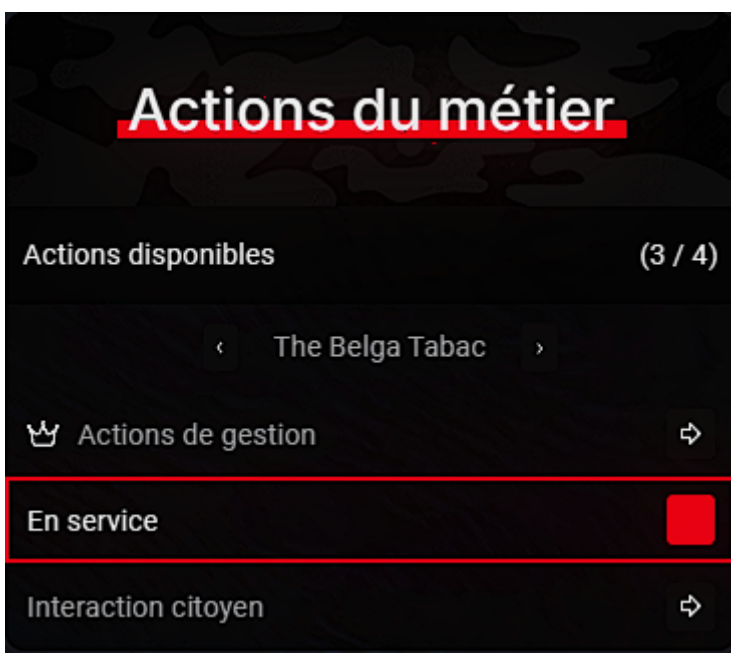 Actions du métier
Actions disponibles (3 / 4)
‹ The Belga Tabac ›
Actions de gestion
En service
Interaction citoyen